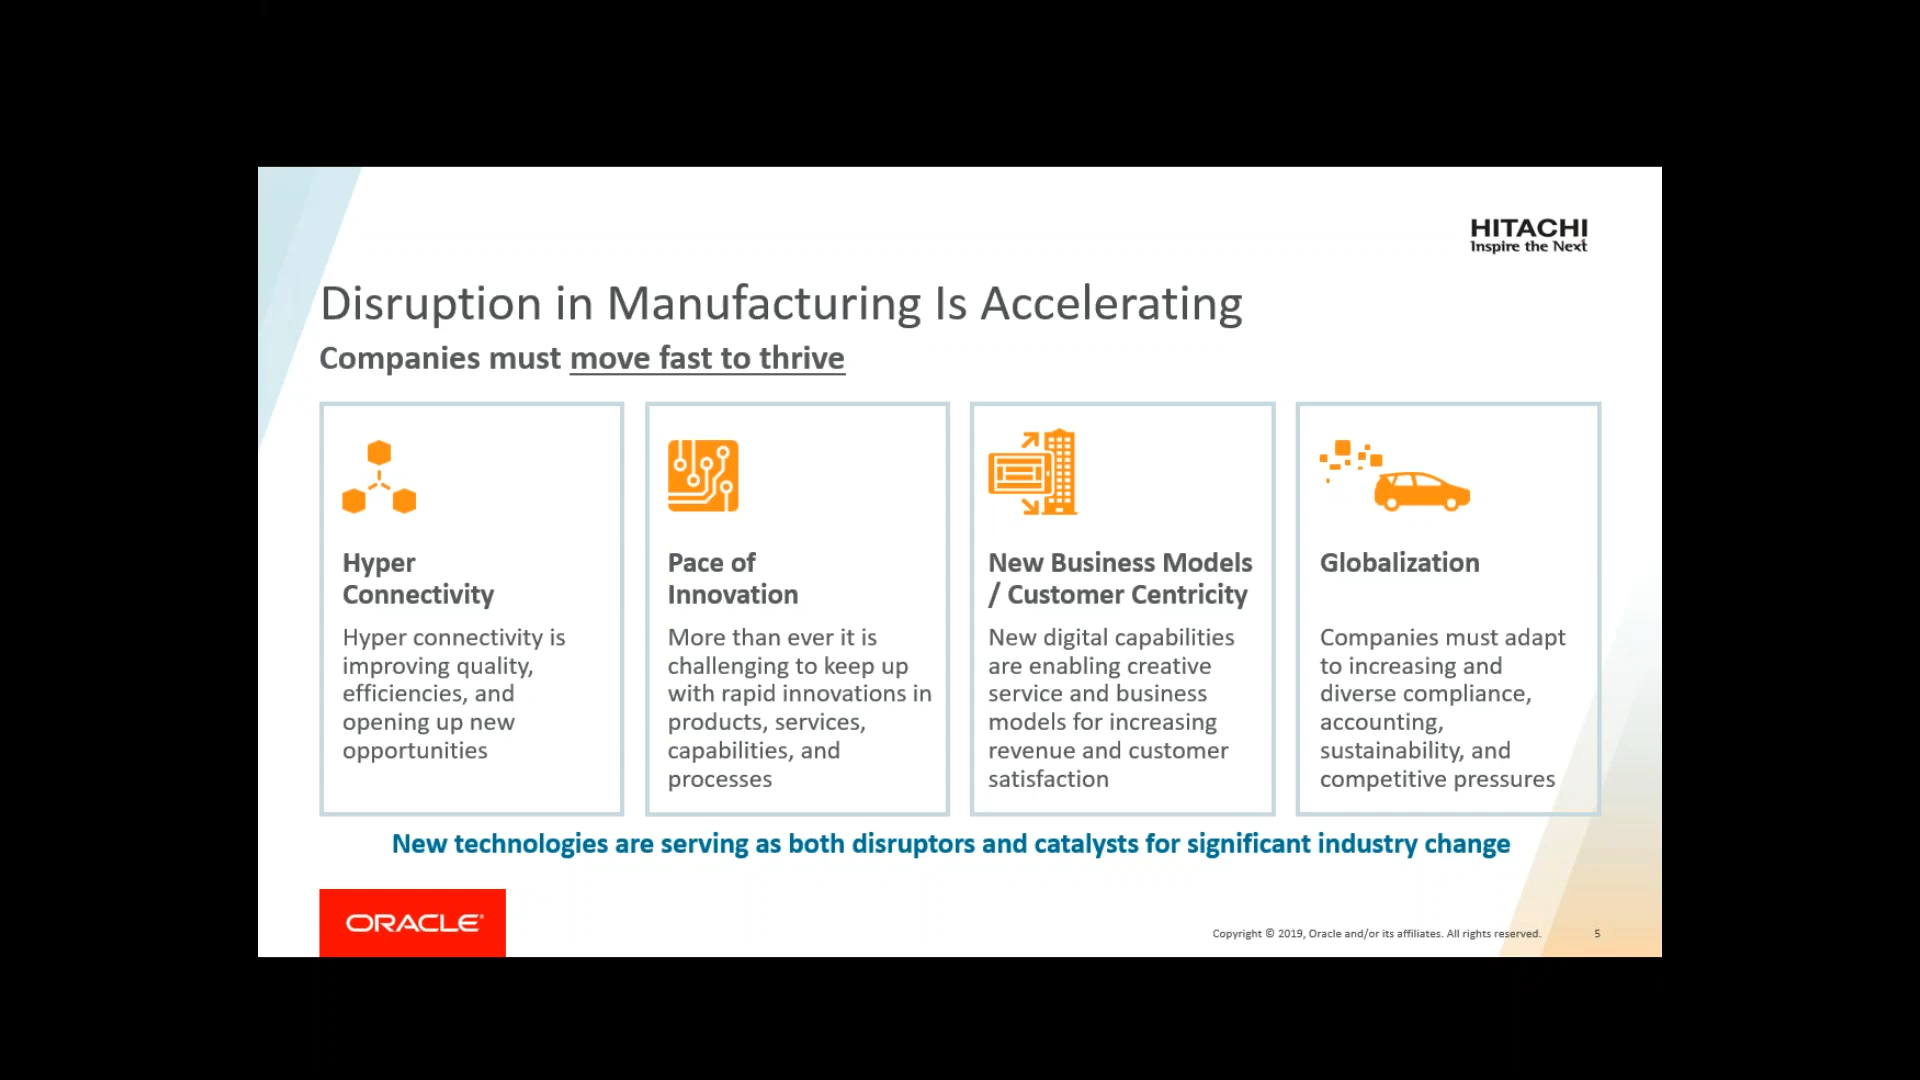 HITACHI
Inspire the Next
Disruption in Manufacturing Is Accelerating
Companies must move fast to thrive
Hyper
Connectivity
Hyper connectivity is
improving quality,
efficiencies, and
opening up new
opportunities
Pace of
Innovation
More than ever it is
challenging to keep up
with rapid innovations in
products, services,
capabilities, and
processes
New Business Models
/ Customer Centricity
New digital capabilities
are enabling creative
service and business
models for increasing
revenue and customer
satisfaction
Globalization
Companies must adapt
to increasing and
diverse compliance,
accounting,
sustainability, and
competitive pressures
New technologies are serving as both disruptors and catalysts for significant industry change
ORACLE®
Copyright © 2019, Oracle and/or its affiliates. All rights reserved. 5